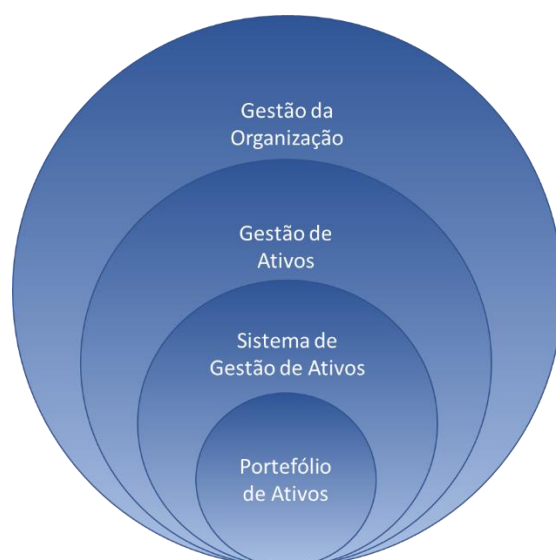 Gestão da
Organização
Gestão de
Ativos
Sistema de
Gestão de Ativos
Portefólio
de Ativos